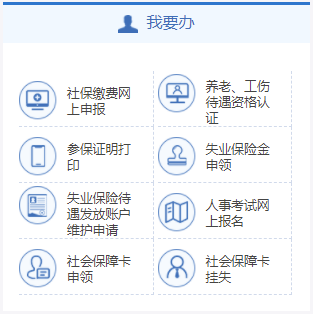 我要办
社保缴费网
上申报
养老、工伤
待遇资格认
证
参保证明打
印
失业保险金
申领
失业保险待
遇发放账户
维护申请
人事考试网
上报名
社会保障卡
申领
社会保障卡
挂失